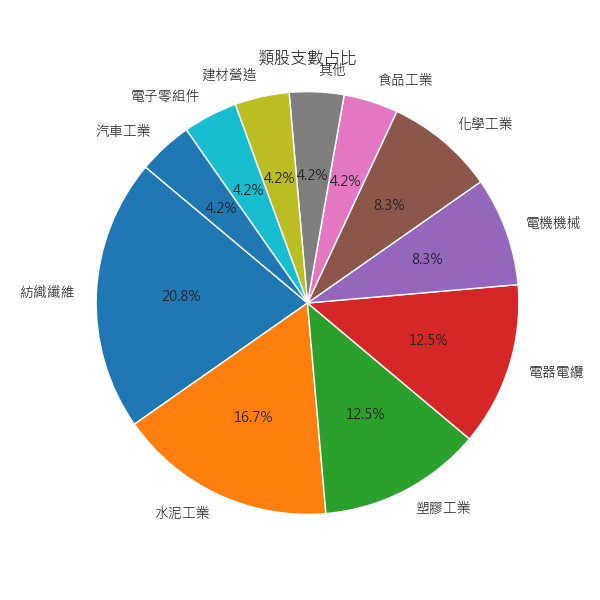 類股支數占比
其他
食品工業
建材營造
電子零組件
汽車工業
化學工業
4.2%
4.2%
4.2%
4.2%
4.2%
8.3%
電機機械
8.3%
紡織纖維
20.8%
12.5%
電器電纜
16.7%
12.5%
水泥工業
塑膠工業